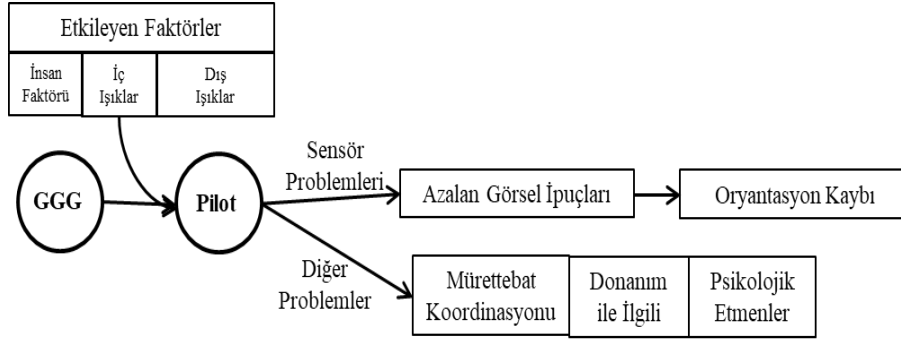 Etkileyen Faktörler
İnsan
Faktörü
İç
Işıklar
Dış
Işıklar
GGG
Pilot
Sensör
Problemleri
Azalan Görsel İpuçları
Oryantasyon Kaybı
Diğer
Problemler
Mürettebat
Koordinasyonu
Donanım
ile İlgili
Psikolojik
Etmenler